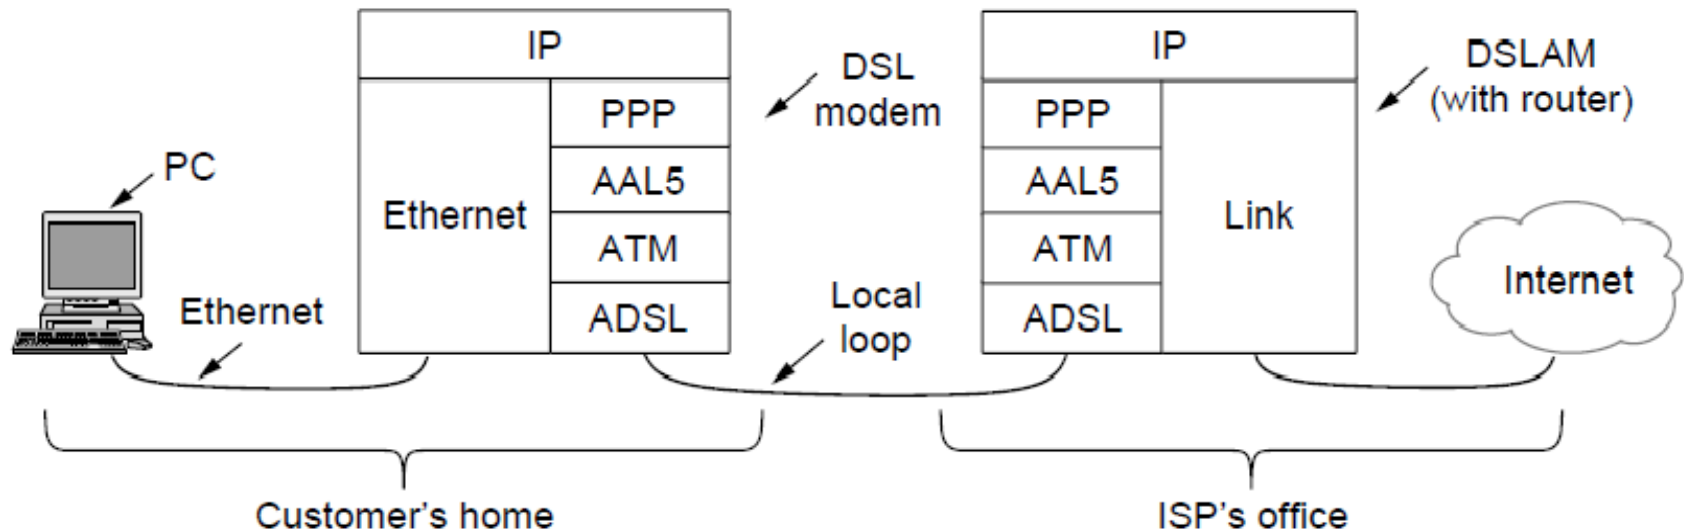 IP
IP
DSL
modem
DSLAM
(with router)
PPP
PPP
PC
AAL5
AAL5
Ethernet
Link
ATM
ATM
Internet
Ethernet
Local
loop
ADSL
ADSL
Customer's home
ISP's office